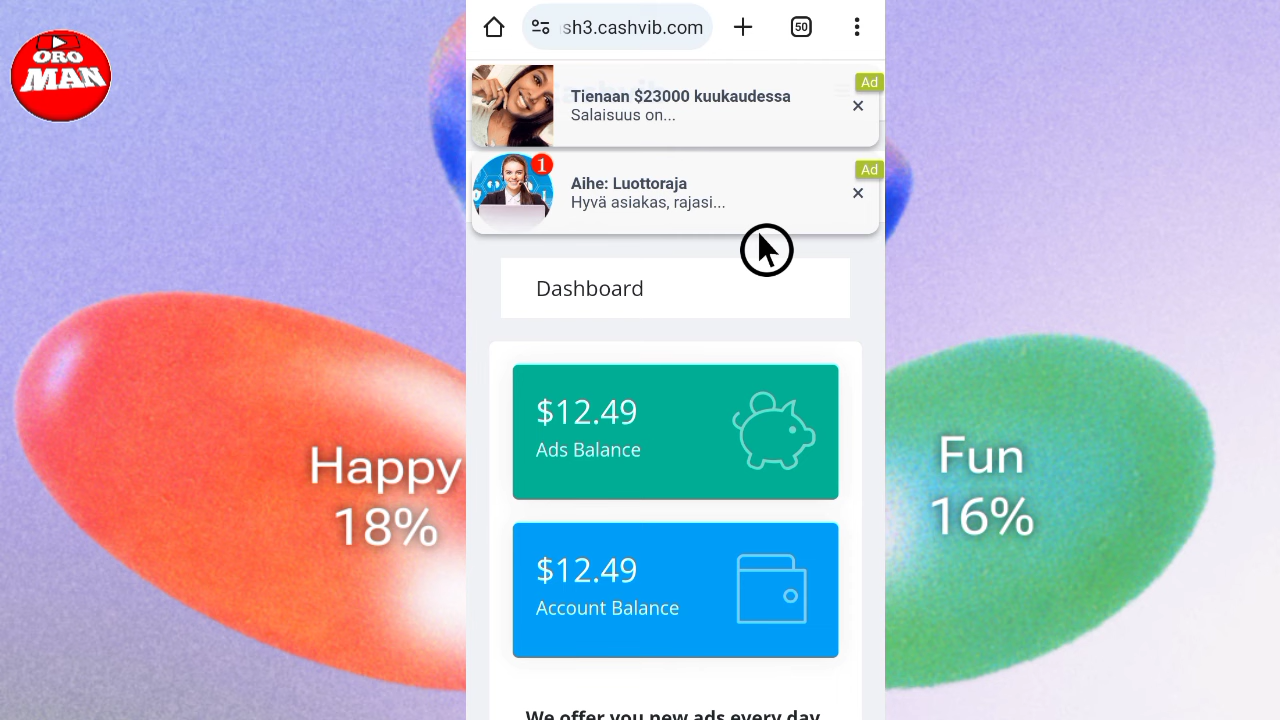 ORO
MAN
sh3.cashvib.com
50
Ad
Tienaan $23000 kuukaudessa
Salaisuus on...
1
Ad
Aihe: Luottoraja
Hyvä asiakas, rajasi...
Dashboard
$12.49
Ads Balance
Happy
18%
Fun
16%
$12.49
Account Balance
We offer you new ads every day